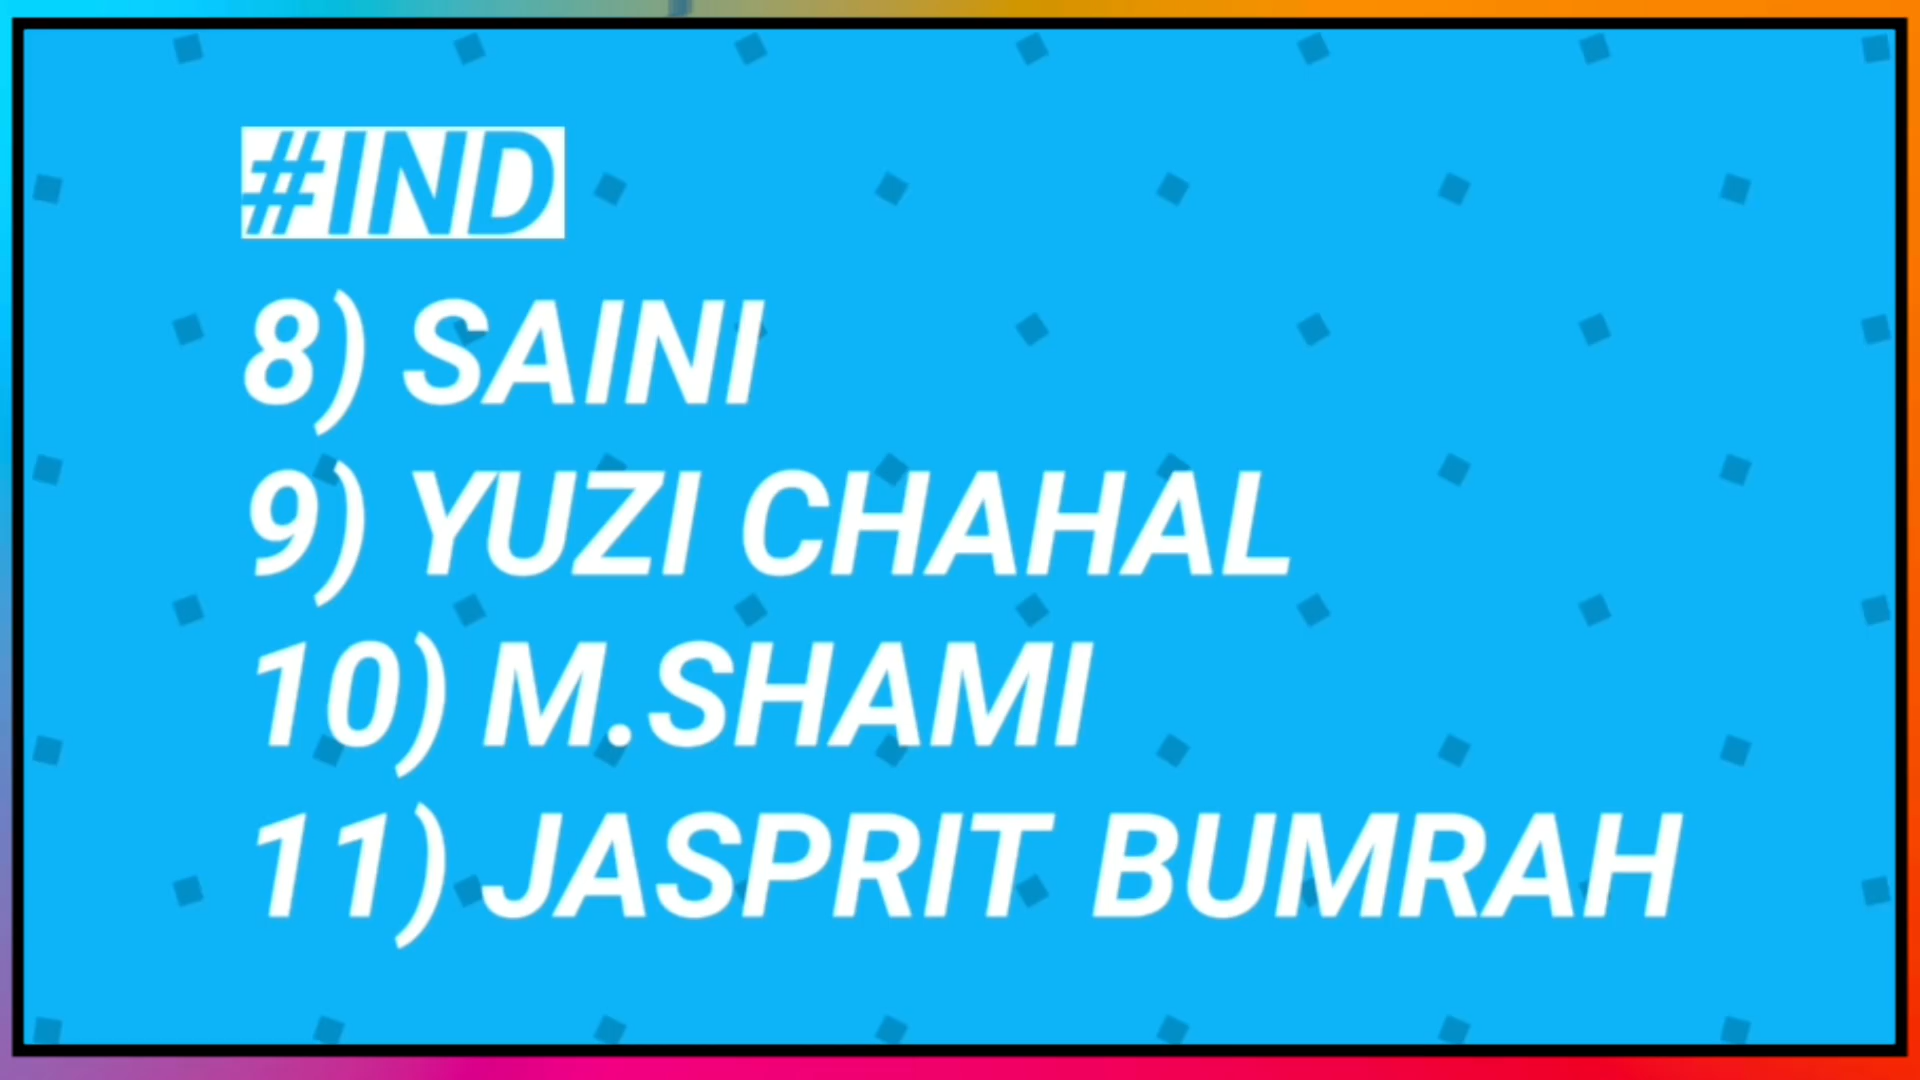 #IND
8) SAINI
9) YUZI CHAHAL
10) M.SHAMI
11) JASPRIT BUMRAH